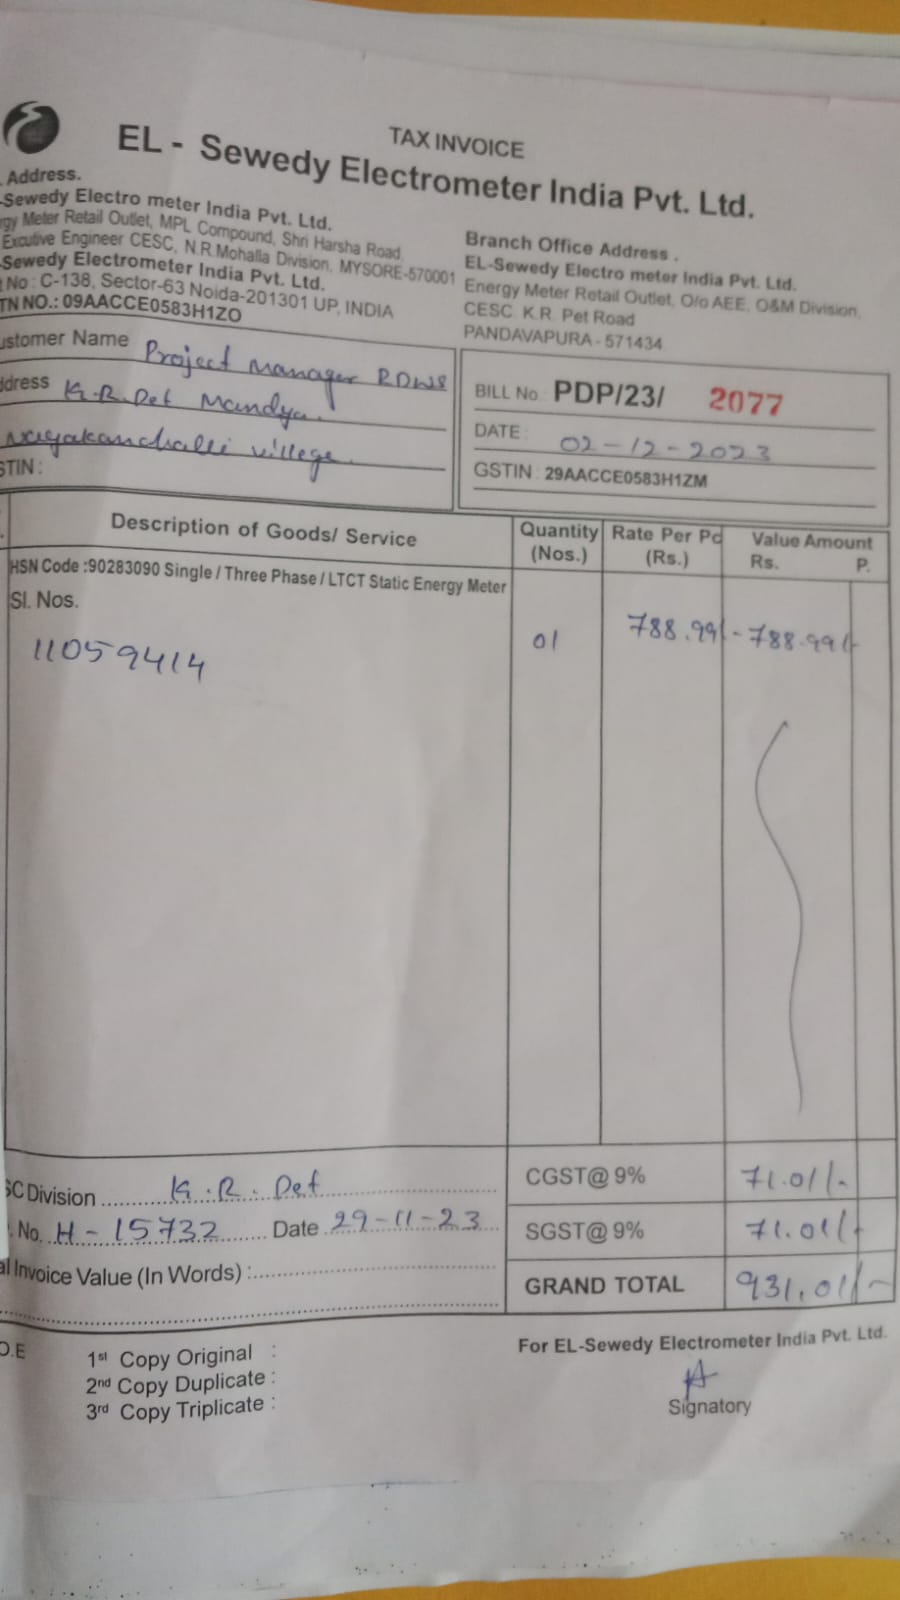 TAX INVOICE
EL - Sewedy Electrometer India Pvt. Ltd.
Address.
-Sewedy Electro meter India Pvt. Ltd.
rgy Meter Retail Outlet, MPL Compound, Shri Harsha Road,
Excutive Engineer CESC, N.R.Mohalla Division, MYSORE-570001
-Sewedy Electrometer India Pvt. Ltd.
No : C-138, Sector-63 Noida-201301 UP, INDIA
TN NO.: 09AACCE0583H1ZO
Branch Office Address .
EL-Sewedy Electro meter India Pvt. Ltd.
Energy Meter Retail Outlet, O/o AEE, O&M Division,
CESC. K.R. Pet Road
PANDAVAPURA - 571434
ustomer Name Project Manager RDWS
ddress K.R.Pet Mandya.
Nayakanahalli Villege.
STIN :
BILL No. PDP/23/ 2077
DATE : 02-12-2023
GSTIN : 29AACCE0583H1ZM
Description of Goods/ Service Quantity (Nos.) Rate Per Pc (Rs.) Value Amount Rs. P.
HSN Code :90283090 Single / Three Phase / LTCT Static Energy Meter
Sl. Nos.
11059414 01 788.99/- 788.99/-
SC Division K.R.Pet
. No. H-15732 Date 29-11-23
al Invoice Value (In Words) :
CGST@ 9% 71.01/-
SGST@ 9% 71.01/-
GRAND TOTAL 931.01/-
O.E
1st Copy Original :
2nd Copy Duplicate :
3rd Copy Triplicate :
For EL-Sewedy Electrometer India Pvt. Ltd.
Signatory